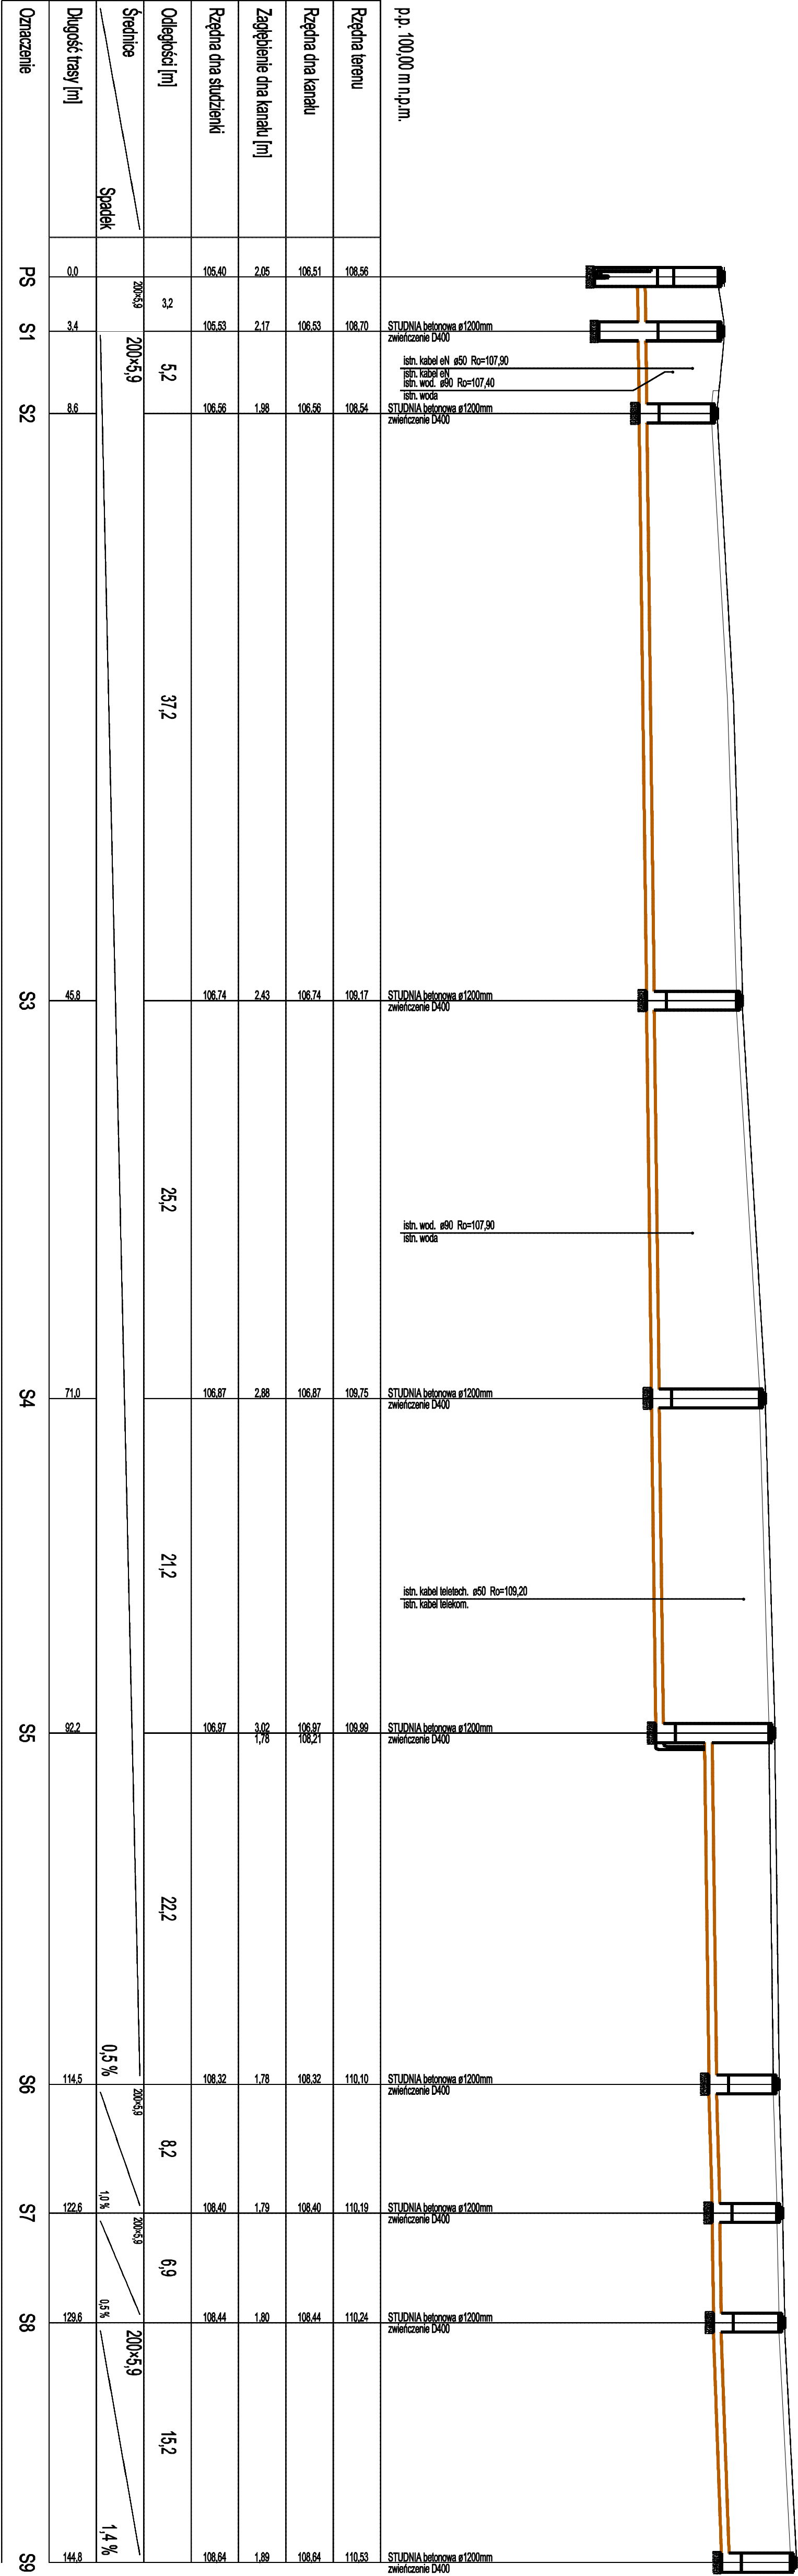 p.p. 100,00 m n.p.m.
STUDNIA betonowa ø1200mm
zwieńczenie D400
istn. kabel eN ø50 Ro=107,90
istn. kabel eN
istn. wod. ø90 Ro=107,40
istn. woda
STUDNIA betonowa ø1200mm
zwieńczenie D400
STUDNIA betonowa ø1200mm
zwieńczenie D400
istn. wod. ø90 Ro=107,90
istn. woda
STUDNIA betonowa ø1200mm
zwieńczenie D400
istn. kabel teletech. ø50 Ro=109,20
istn. kabel telekom.
STUDNIA betonowa ø1200mm
zwieńczenie D400
STUDNIA betonowa ø1200mm
zwieńczenie D400
STUDNIA betonowa ø1200mm
zwieńczenie D400
STUDNIA betonowa ø1200mm
zwieńczenie D400
STUDNIA betonowa ø1200mm
zwieńczenie D400
Rzędna terenu 108,56 108,70 108,54 109,17 109,75 109,99 110,10 110,19 110,24 110,53
Rzędna dna kanału 106,51 106,53 106,56 106,74 106,87 106,97 108,21 108,32 108,40 108,44 108,64
Zagłębienie dna kanału [m] 2,05 2,17 1,98 2,43 2,88 3,02 1,78 1,78 1,79 1,80 1,89
Rzędna dna studzienki 105,40 105,53 106,56 106,74 106,87 106,97 108,32 108,40 108,44 108,64
Odległości [m] 3,2 5,2 37,2 25,2 21,2 22,2 8,2 6,9 15,2
Średnice 200×5,9 200×5,9 200×5,9 200×5,9 200×5,9
Spadek 0,5 % 1,0 % 0,5 % 1,4 %
Długość trasy [m] 0,0 3,4 8,6 45,8 71,0 92,2 114,5 122,6 129,6 144,8
Oznaczenie PS S1 S2 S3 S4 S5 S6 S7 S8 S9